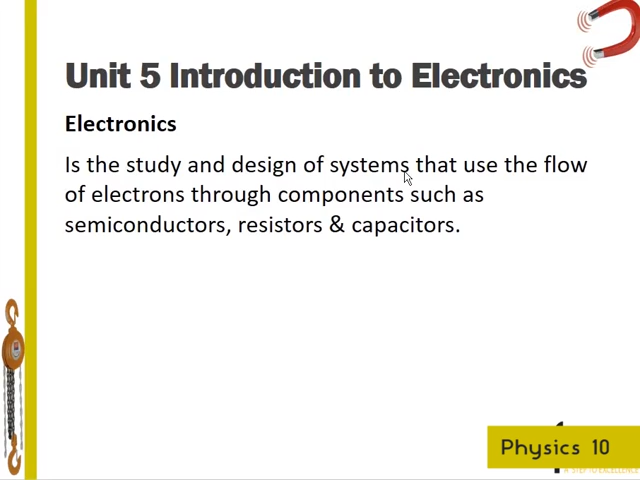 Unit 5 Introduction to Electronics
Electronics
Is the study and design of systems that use the flow
of electrons through components such as
semiconductors, resistors & capacitors.
Physics 10